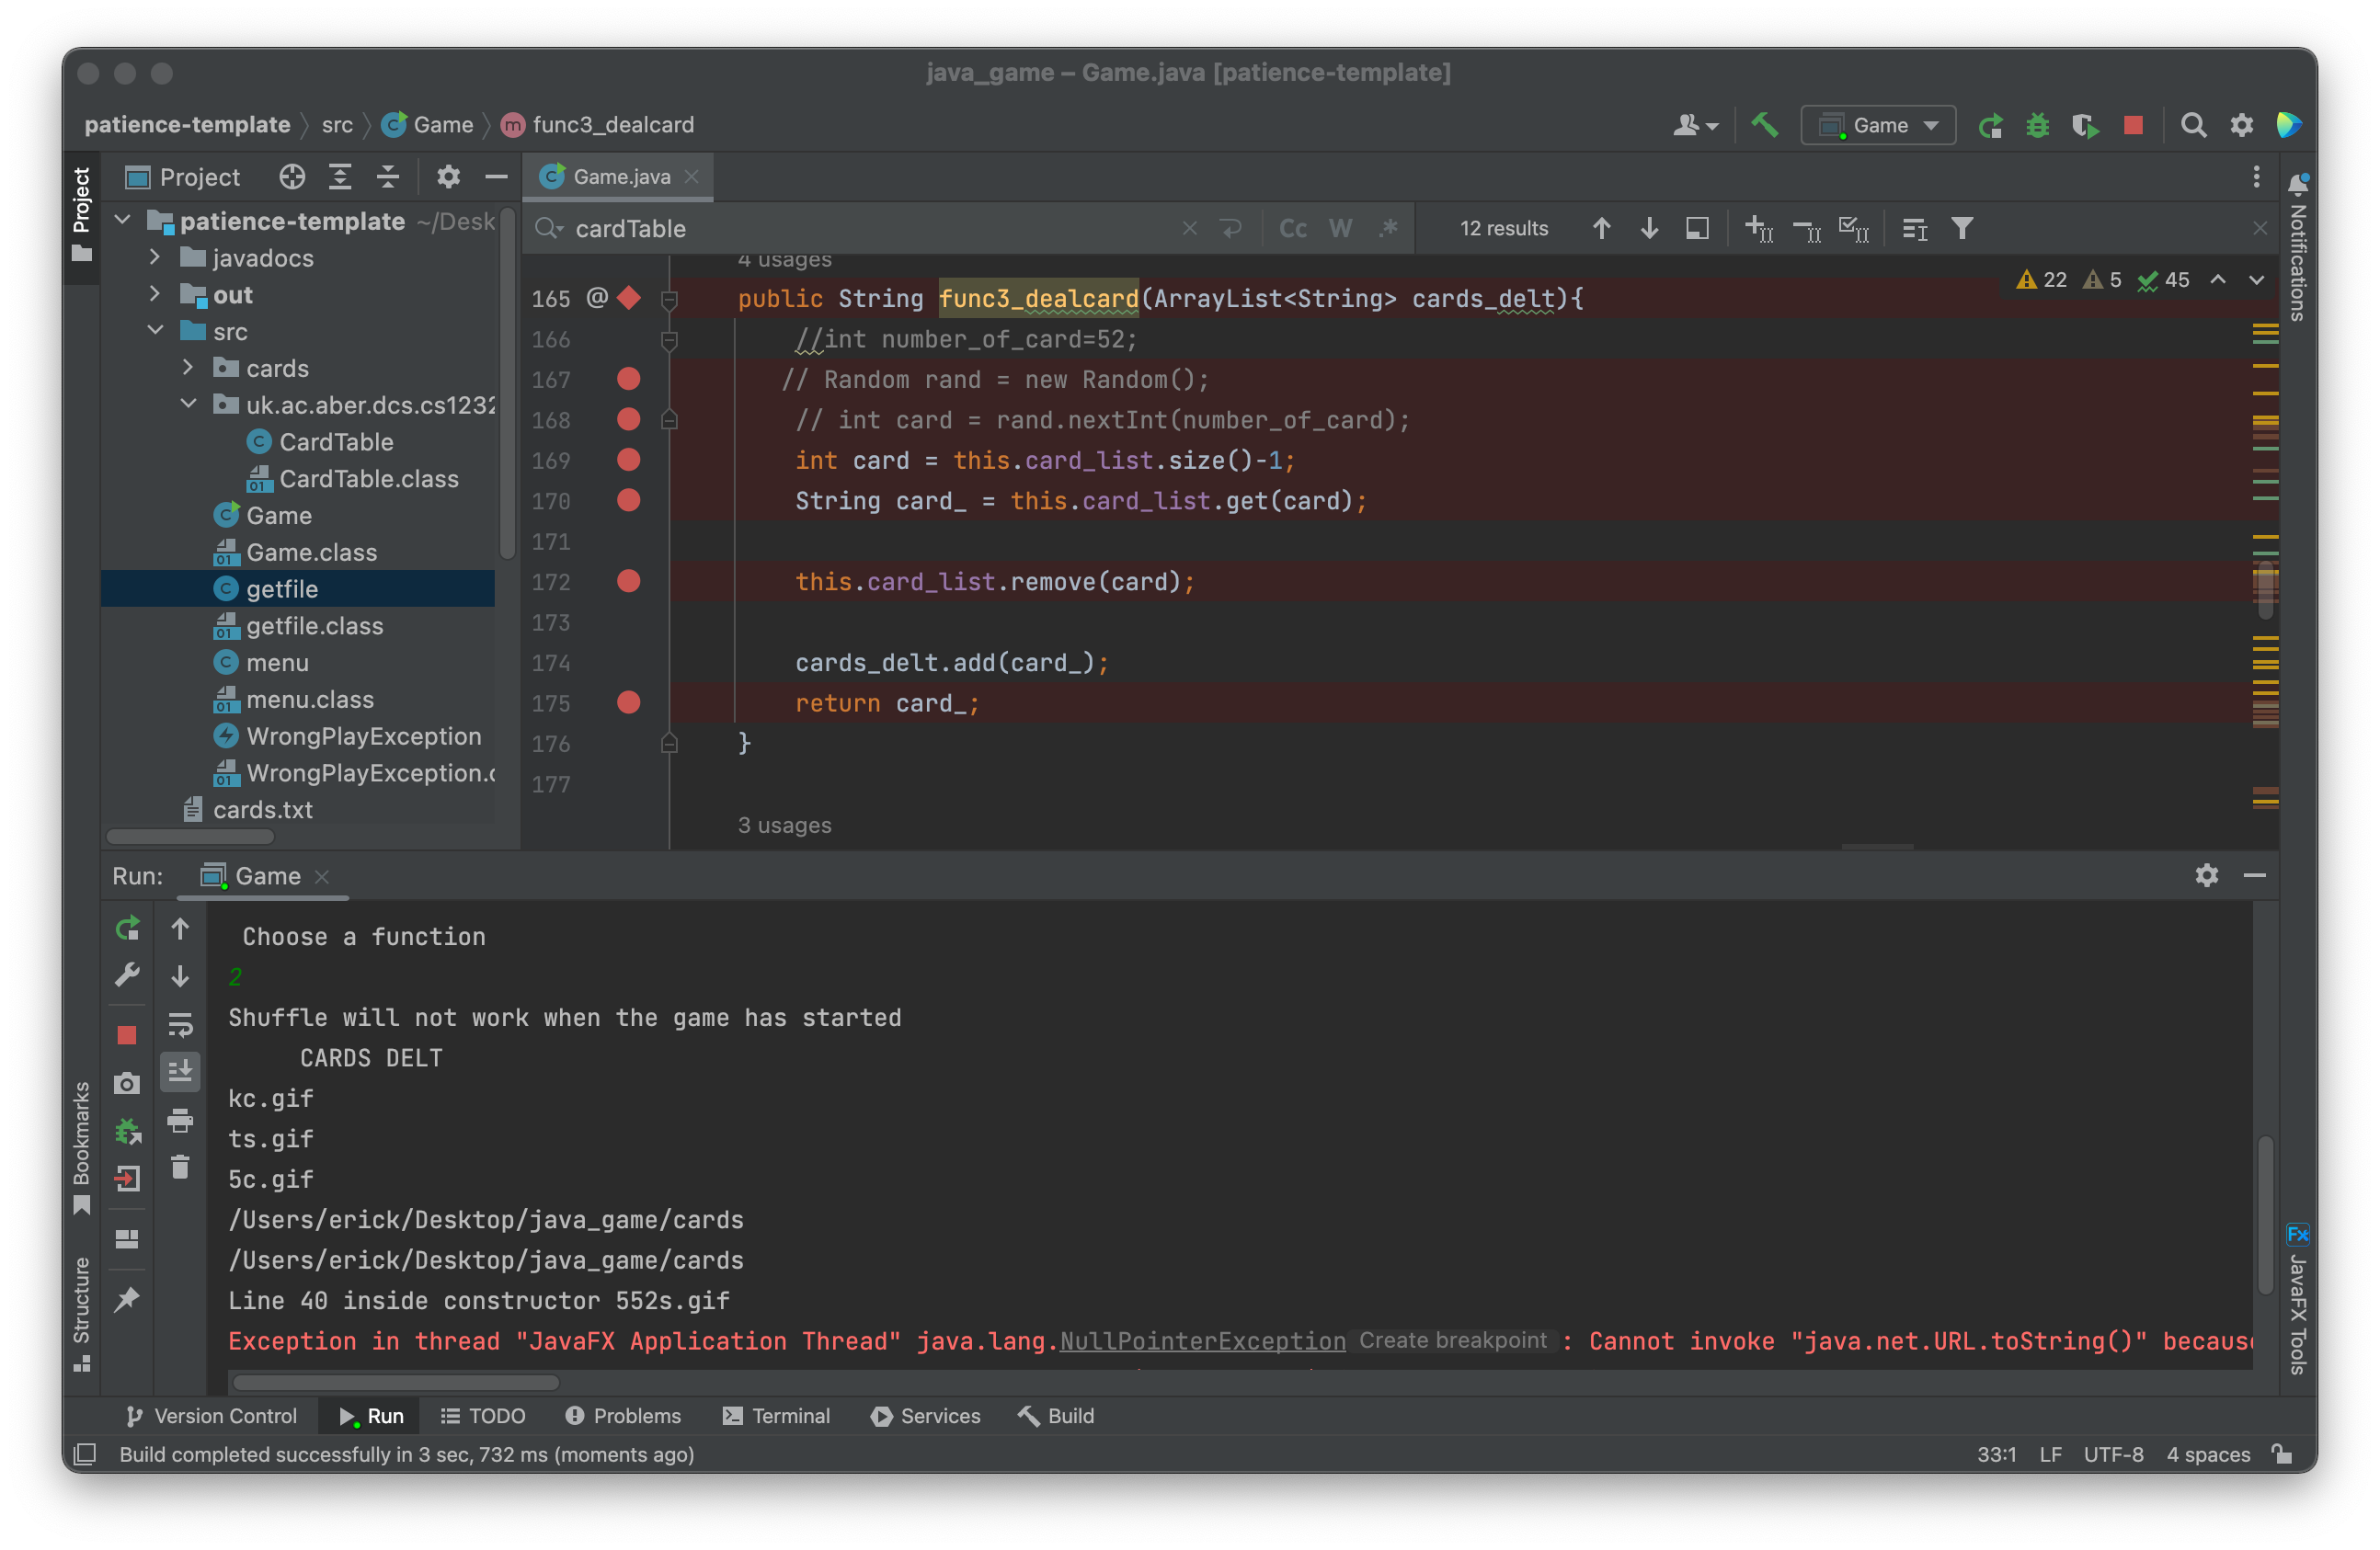 java_game – Game.java [patience-template]
patience-template src Game func3_dealcard
Game
Project
Project
Game.java
patience-template ~/Desk
javadocs
out
src
cards
uk.ac.aber.dcs.cs1232
CardTable
CardTable.class
Game
Game.class
getfile
getfile.class
menu
menu.class
WrongPlayException
WrongPlayException.c
cards.txt
cardTable
Cc W .*
12 results
4 usages
22 5 45
165 @ public String func3_dealcard(ArrayList<String> cards_delt){
166 //int number_of_card=52;
167 // Random rand = new Random();
168 // int card = rand.nextInt(number_of_card);
169 int card = this.card_list.size()-1;
170 String card_ = this.card_list.get(card);
171
172 this.card_list.remove(card);
173
174 cards_delt.add(card_);
175 return card_;
176 }
177
3 usages
Notifications
Run: Game
Choose a function
2
Shuffle will not work when the game has started
CARDS DELT
kc.gif
ts.gif
5c.gif
/Users/erick/Desktop/java_game/cards
/Users/erick/Desktop/java_game/cards
Line 40 inside constructor 552s.gif
Exception in thread "JavaFX Application Thread" java.lang.NullPointerException Create breakpoint : Cannot invoke "java.net.URL.toString()" becaus
Bookmarks
Structure
Fx JavaFX Tools
Version Control Run TODO Problems Terminal Services Build
Build completed successfully in 3 sec, 732 ms (moments ago)
33:1 LF UTF-8 4 spaces